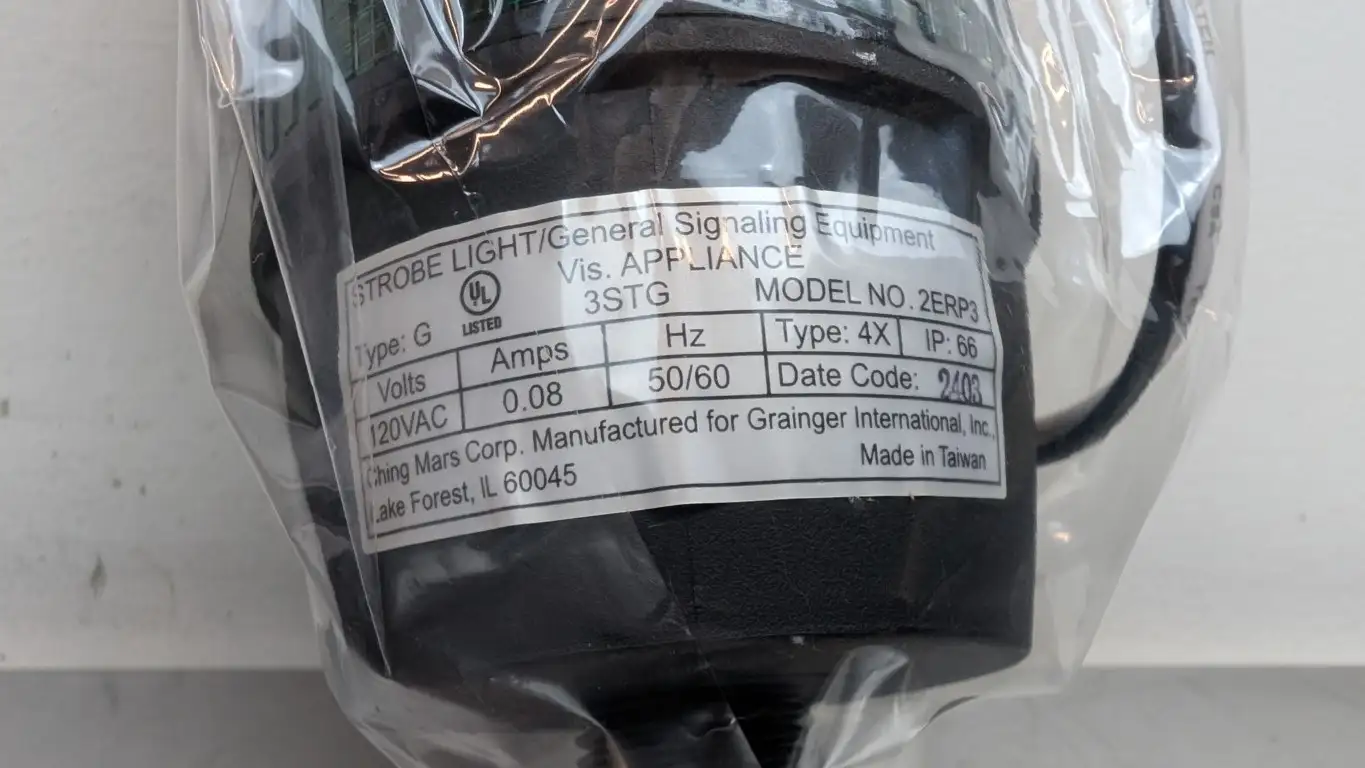 STROBE LIGHT/General Signaling Equipment
Vis. APPLIANCE
Type: G UL LISTED 3STG MODEL NO. 2ERP3
Volts Amps Hz Type: 4X IP: 66
120VAC 0.08 50/60 Date Code: 2403
Ching Mars Corp. Manufactured for Grainger International, Inc.,
Lake Forest, IL 60045 Made in Taiwan